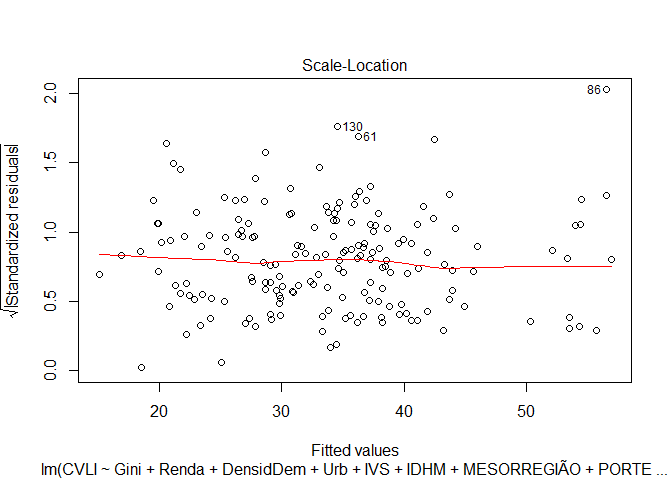 Scale-Location
√|Standardized residuals|
0.0 0.5 1.0 1.5 2.0
86
130
61
20 30 40 50
Fitted values
lm(CVLI ~ Gini + Renda + DensidDem + Urb + IVS + IDHM + MESORREGIÃO + PORTE ...